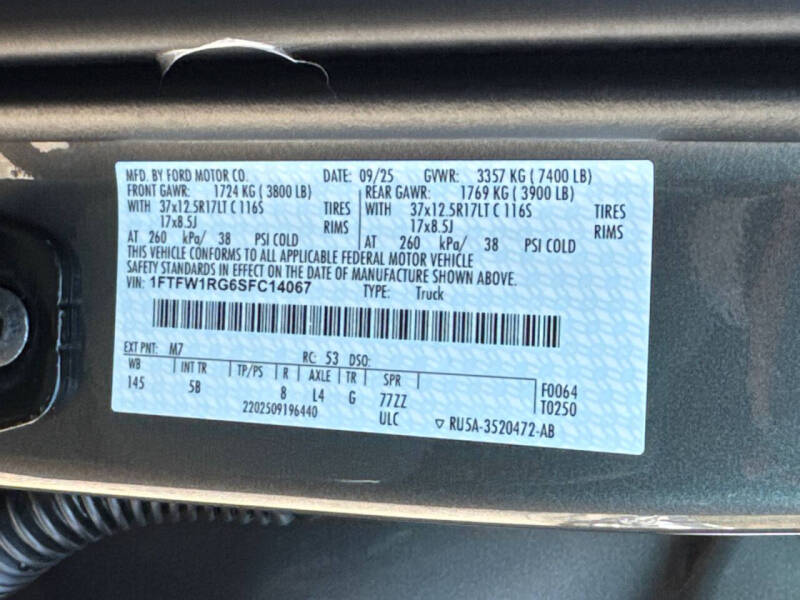 MFD. BY FORD MOTOR CO. DATE: 09/25 GVWR: 3357 KG ( 7400 LB)
FRONT GAWR: 1724 KG ( 3800 LB) REAR GAWR: 1769 KG ( 3900 LB)
WITH 37x12.5R17LT C 116S TIRES WITH 37x12.5R17LT C 116S TIRES
17x8.5J RIMS 17x8.5J RIMS
AT 260 kPa/ 38 PSI COLD AT 260 kPa/ 38 PSI COLD
THIS VEHICLE CONFORMS TO ALL APPLICABLE FEDERAL MOTOR VEHICLE
SAFETY STANDARDS IN EFFECT ON THE DATE OF MANUFACTURE SHOWN ABOVE.
VIN: 1FTFW1RG6SFC14067 TYPE: Truck
EXT PNT: M7 RC: 53 DSO:
WB INT TR TP/PS R AXLE TR SPR F0064
145 5B 8 L4 G 77ZZ T0250
2202509196440 ULC ▽ RU5A-3520472-AB